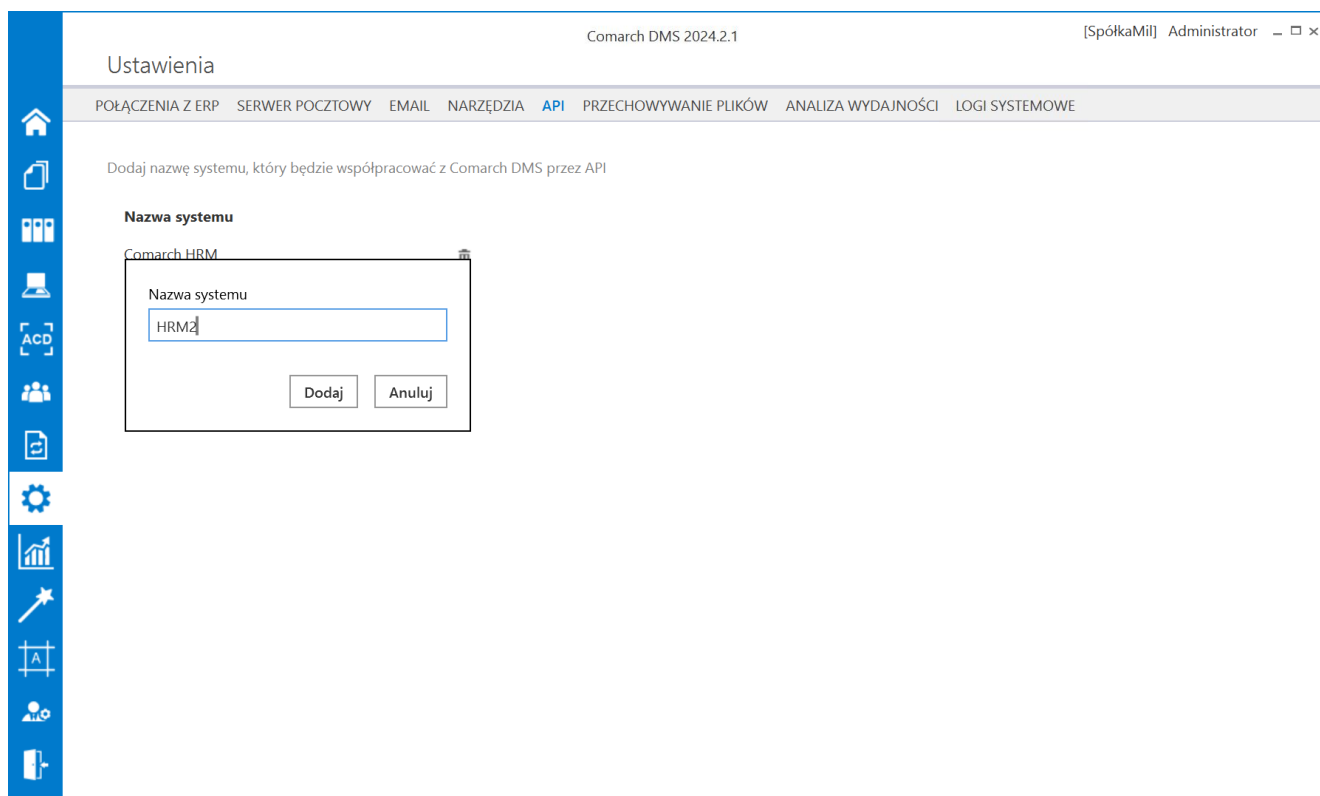 Comarch DMS 2024.2.1
[SpółkaMil] Administrator
Ustawienia
POŁĄCZENIA Z ERP SERWER POCZTOWY EMAIL NARZĘDZIA API PRZECHOWYWANIE PLIKÓW ANALIZA WYDAJNOŚCI LOGI SYSTEMOWE
Dodaj nazwę systemu, który będzie współpracować z Comarch DMS przez API
Nazwa systemu
Comarch HRM
Nazwa systemu
HRM2
Dodaj Anuluj
ACD
A